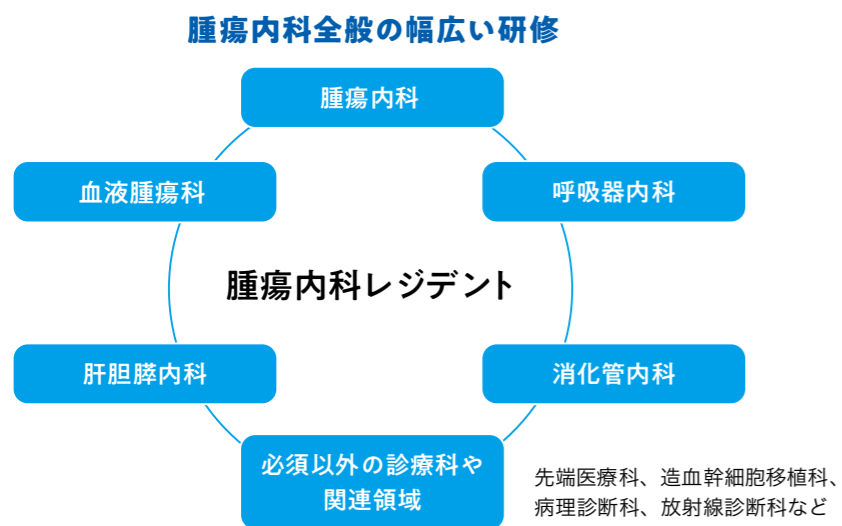 腫瘍内科全般の幅広い研修
腫瘍内科
血液腫瘍科
呼吸器内科
腫瘍内科レジデント
肝胆膵内科
消化管内科
必須以外の診療科や
関連領域
先端医療科、造血幹細胞移植科、
病理診断科、放射線診断科など